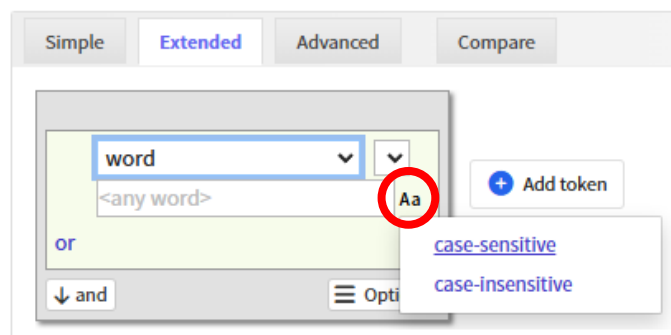 Simple Extended Advanced Compare
word
<any word> Aa
Add token
or
case-sensitive
case-insensitive
and Opti